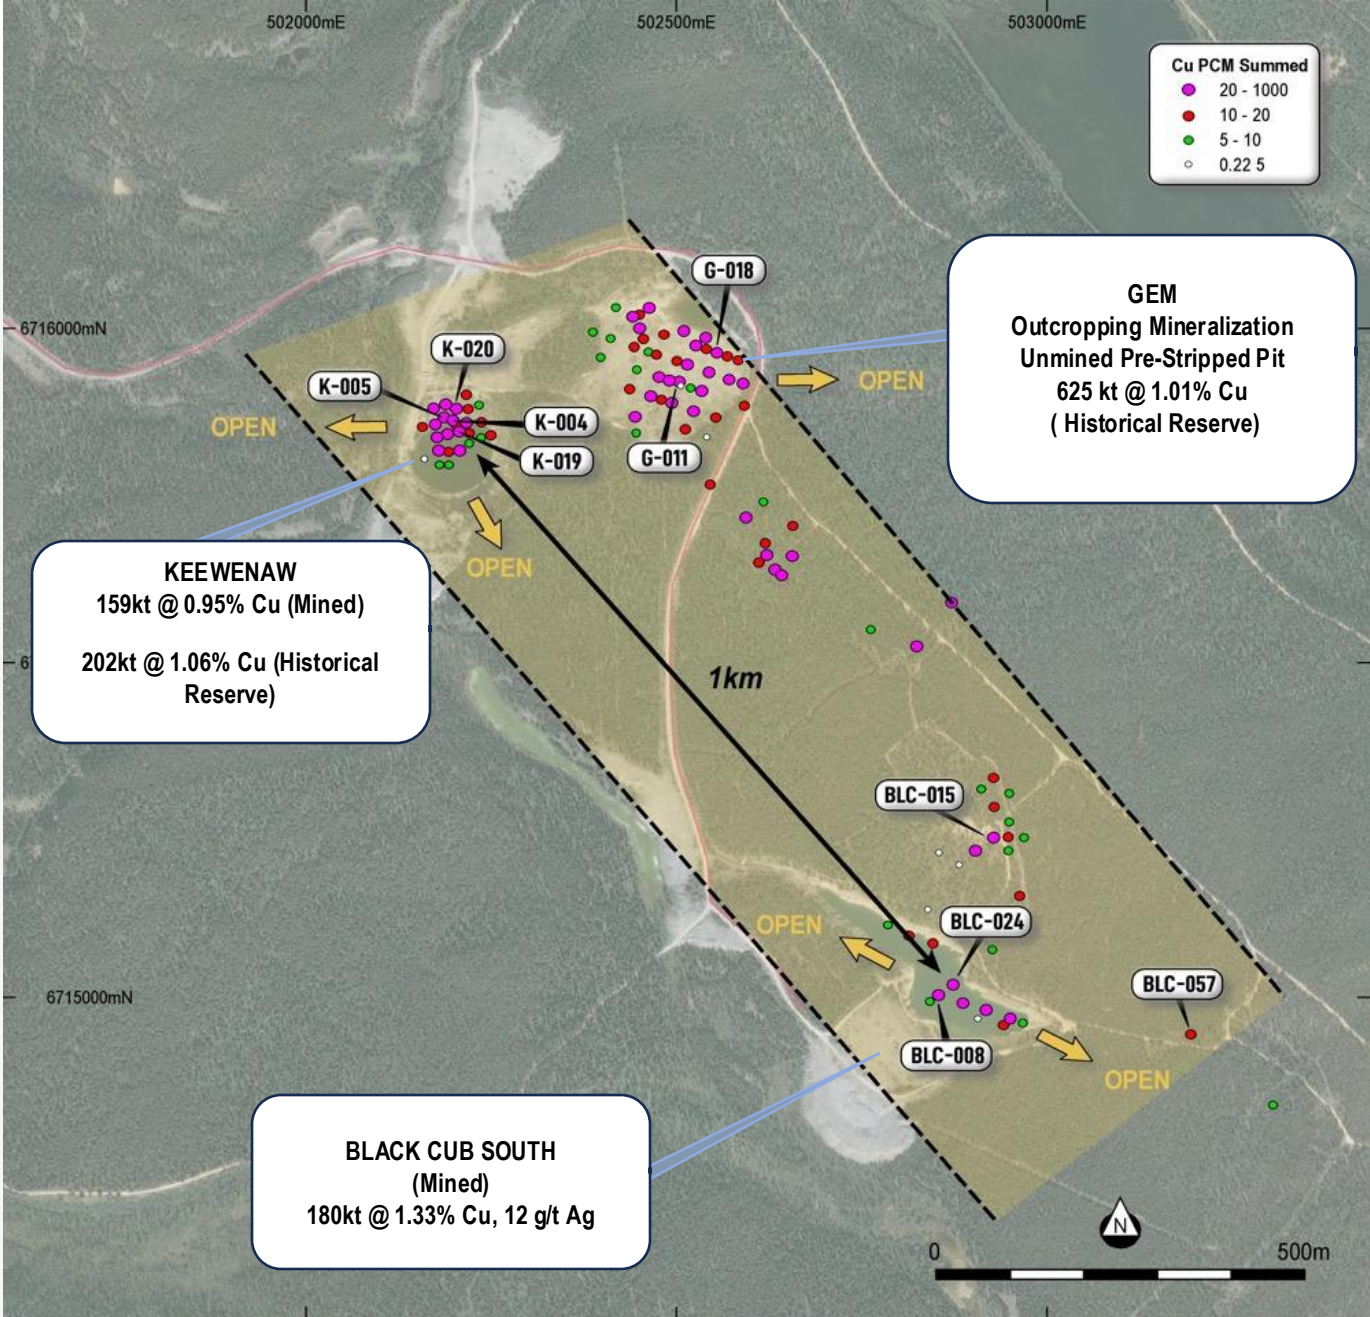 502000mE
502500mE
503000mE
Cu PCM Summed
20 - 1000
10 - 20
5 - 10
0.22 5
G-018
GEM
Outcropping Mineralization
Unmined Pre-Stripped Pit
625 kt @ 1.01% Cu
( Historical Reserve)
6716000mN
K-020
K-005
OPEN
OPEN
K-004
K-019
G-011
OPEN
KEEWENAW
159kt @ 0.95% Cu (Mined)
202kt @ 1.06% Cu (Historical
Reserve)
1km
BLC-015
OPEN
BLC-024
6715000mN
BLC-057
BLC-008
OPEN
BLACK CUB SOUTH
(Mined)
180kt @ 1.33% Cu, 12 g/t Ag
N
0
500m